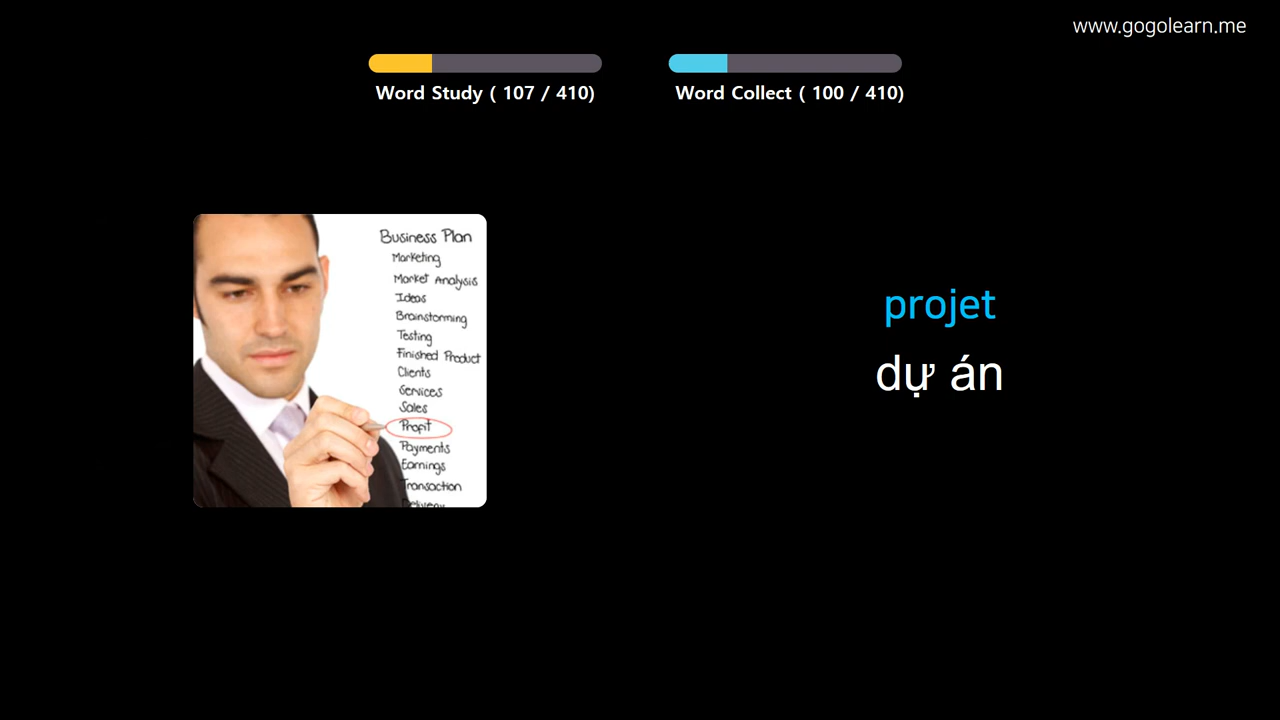 www.gogolearn.me
Word Study ( 107 / 410)
Word Collect ( 100 / 410)
Business Plan
Marketing
Market Analysis
Ideas
Brainstorming
Testing
Finished Product
Clients
Services
Sales
Profit
Payments
Earnings
Transaction
Delivery
projet
dự án